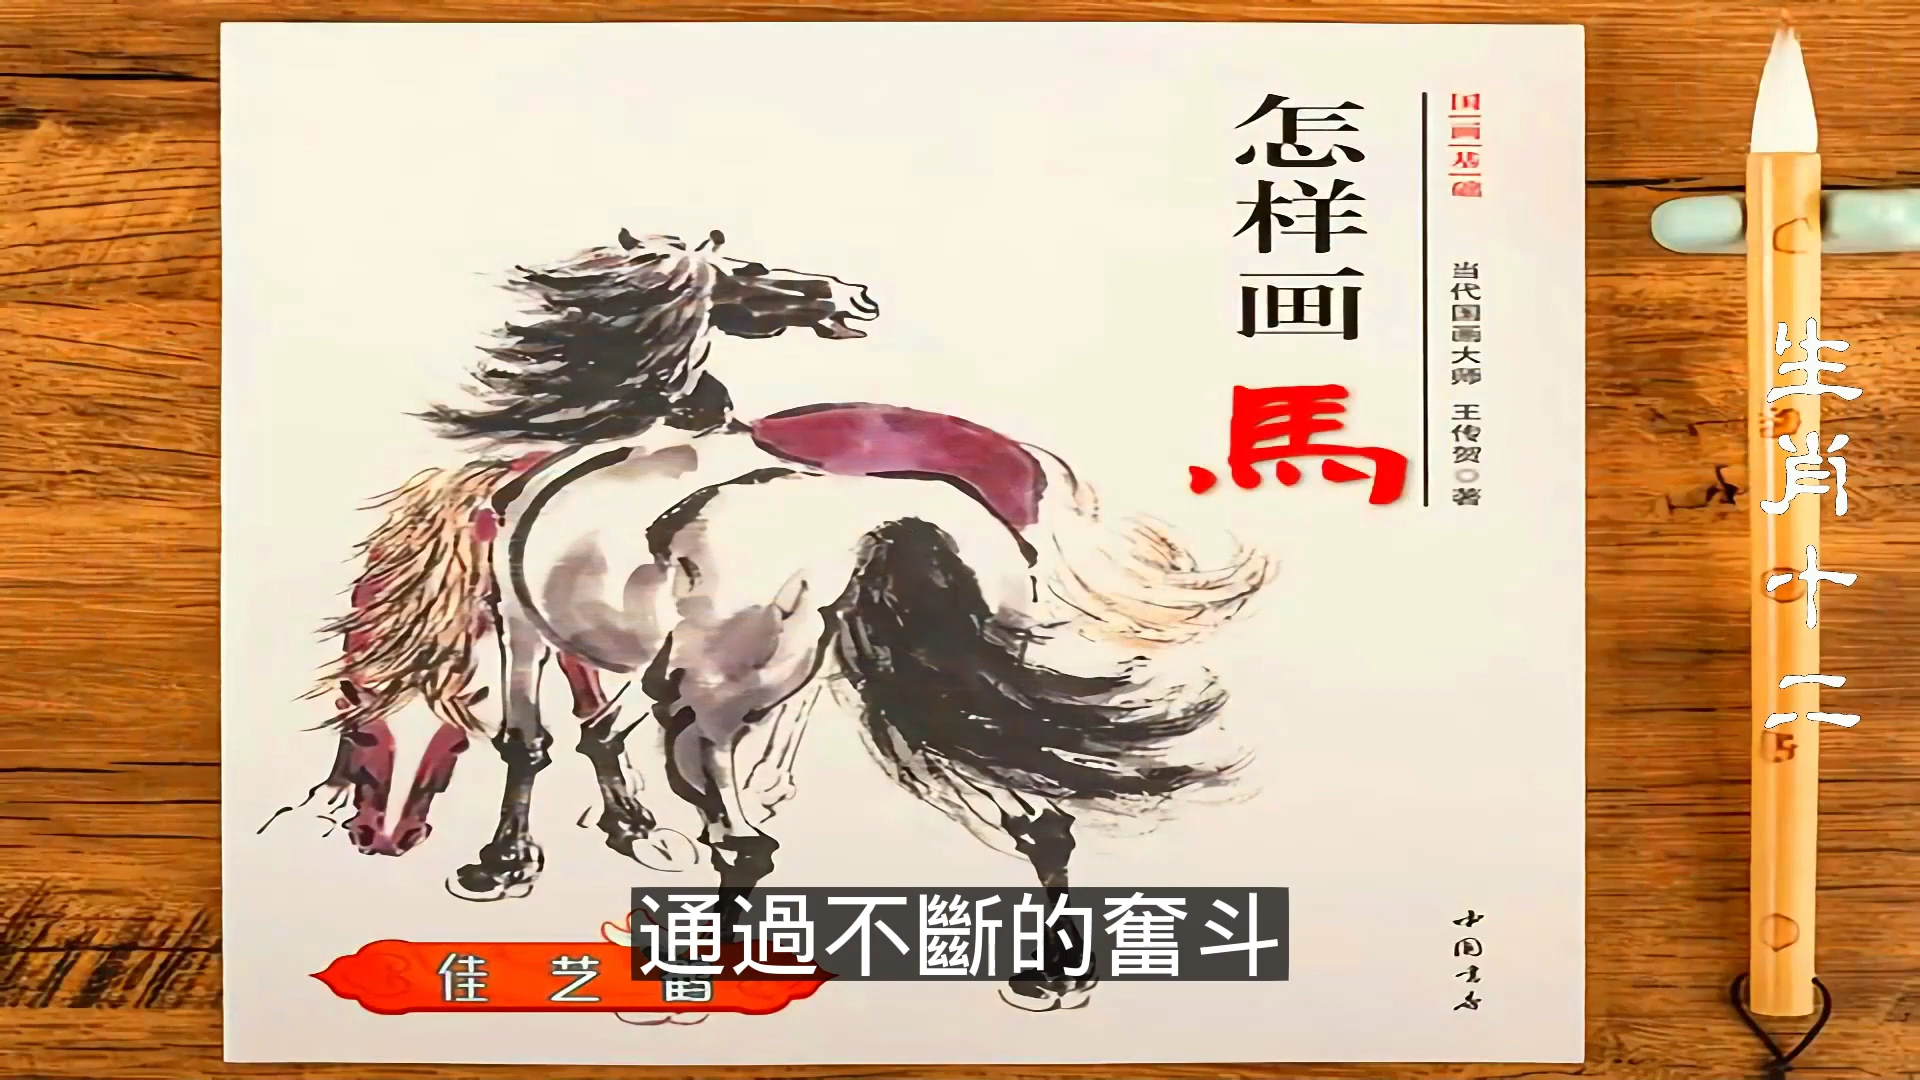 国画基础
当代国画大师 王传贺◎著
怎样画
馬
生肖十二
中国书店
佳艺
通過不斷的奮斗